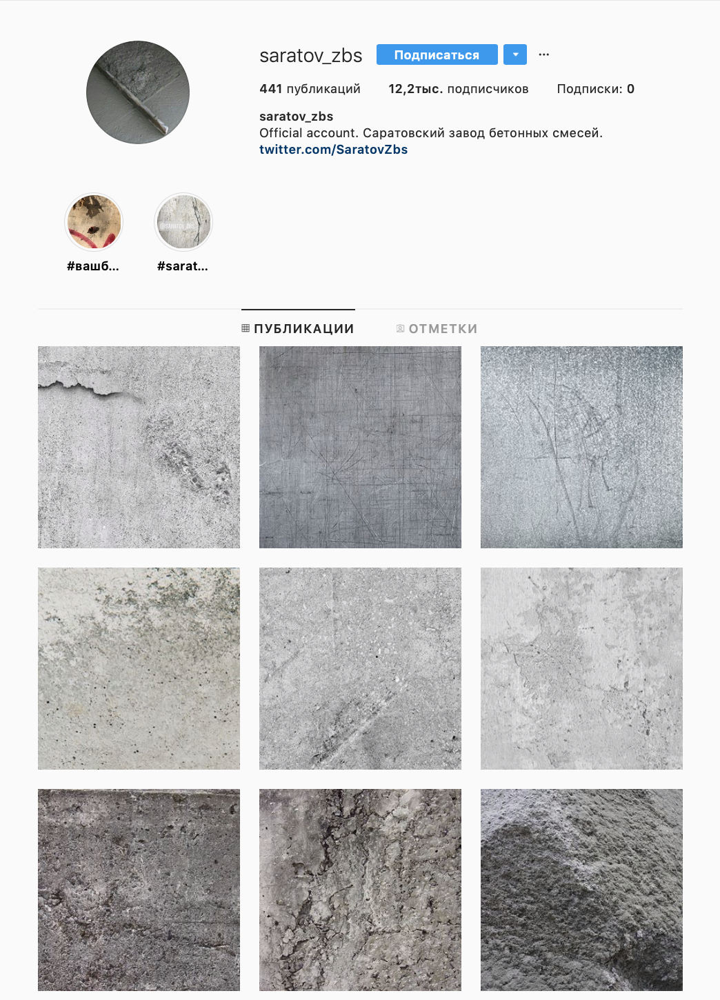 saratov_zbs
Подписаться
441 публикаций 12,2тыс. подписчиков Подписки: 0
saratov_zbs
Official account. Саратовский завод бетонных смесей.
twitter.com/SaratovZbs
@SARATOV_ZBS
#вашб... #sarat...
ПУБЛИКАЦИИ ОТМЕТКИ